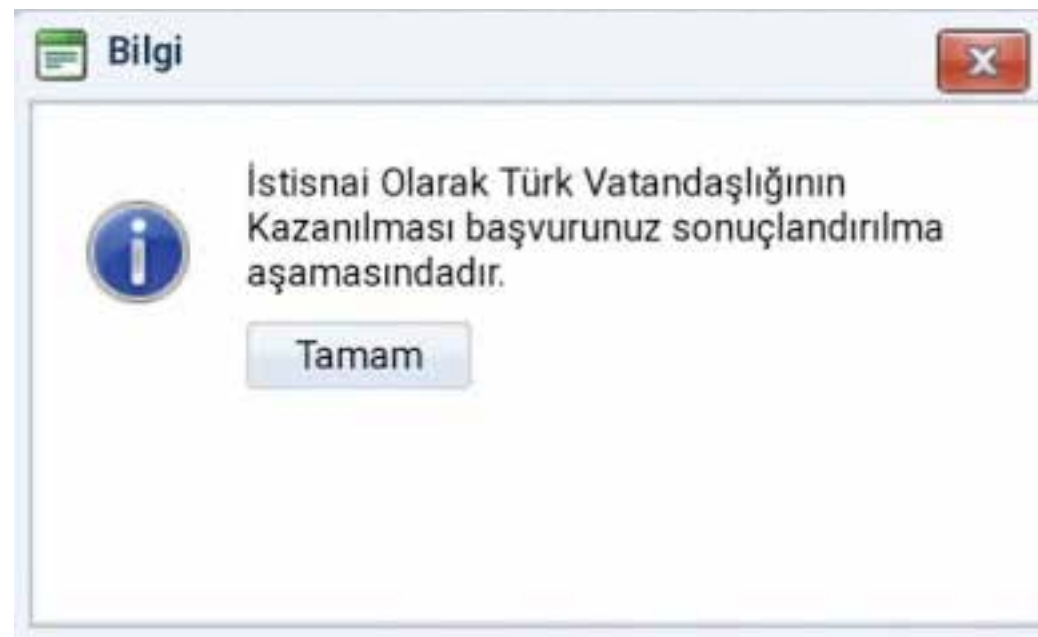 Bilgi
İstisnai Olarak Türk Vatandaşlığının
Kazanılması başvurunuz sonuçlandırılma
aşamasındadır.
Tamam